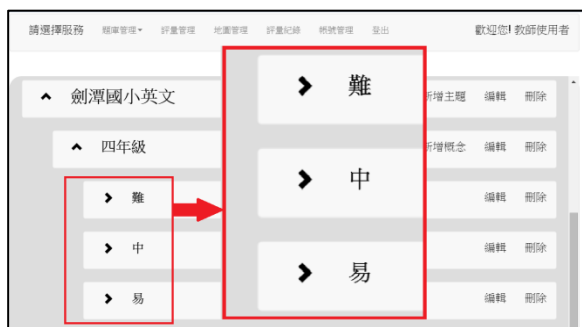 請選擇服務 題庫管理 評量管理 地圖管理 評量紀錄 帳號管理 登出 歡迎您! 教師使用者
劍潭國小英文 新增主題 編輯 刪除
四年級 新增概念 編輯 刪除
難 編輯 刪除
中 編輯 刪除
易 編輯 刪除
難
中
易